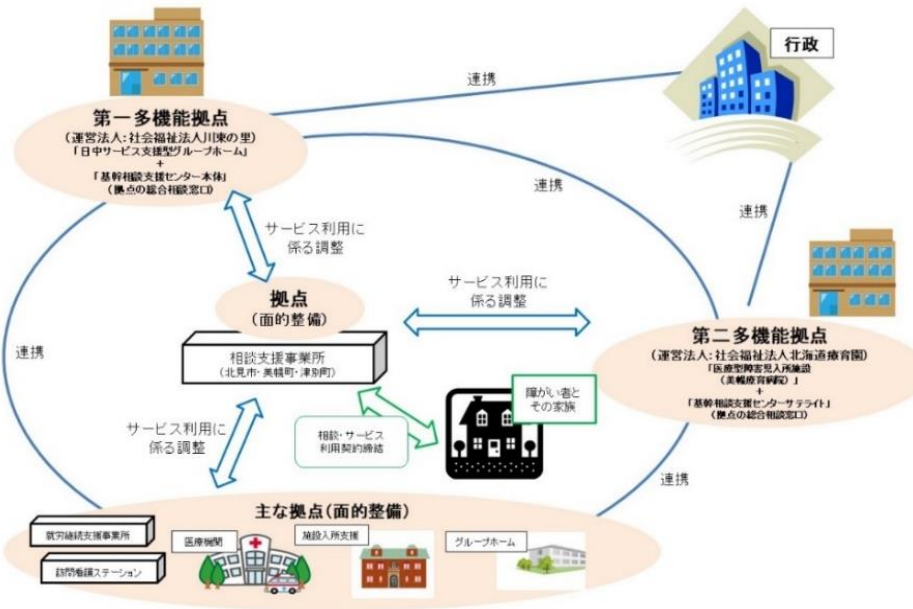 行政
連携
第一多機能拠点
(運営法人:社会福祉法人川東の里)
「日中サービス支援型グループホーム」
+
「基幹相談支援センター本体」
(拠点の総合相談窓口)
連携
連携
サービス利用に
係る調整
サービス利用に
係る調整
拠点
(面的整備)
第二多機能拠点
(運営法人:社会福祉法人北海道療育園)
「医療型障害児入所施設
(美幌療育病院)」
+
「基幹相談支援センターサテライト」
(拠点の総合相談窓口)
相談支援事業所
(北見市・美幌町・津別町)
連携
障がい者と
その家族
サービス利用に
係る調整
相談・サービス
利用契約締結
連携
主な拠点(面的整備)
就労継続支援事業所
医療機関
施設入所支援
グループホーム
訪問看護ステーション